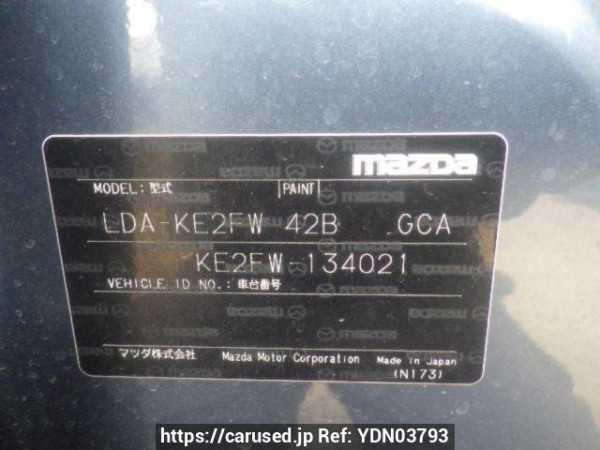 mazda
MODEL: 型式 PAINT
LDA-KE2FW 42B GCA
KE2FW-134021
VEHICLE ID NO.: 車台番号
マツダ株式会社 Mazda Motor Corporation Made in Japan
(N173)
https://carused.jp Ref: YDN03793